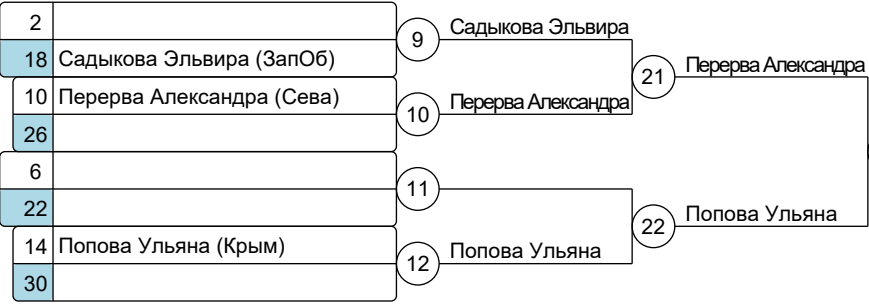 2
18 Садыкова Эльвира (ЗапОб)
10 Перерва Александра (Сева)
26
6
22
14 Попова Ульяна (Крым)
30
9
10
11
12
Садыкова Эльвира
Перерва Александра
Попова Ульяна
21
22
Перерва Александра
Попова Ульяна